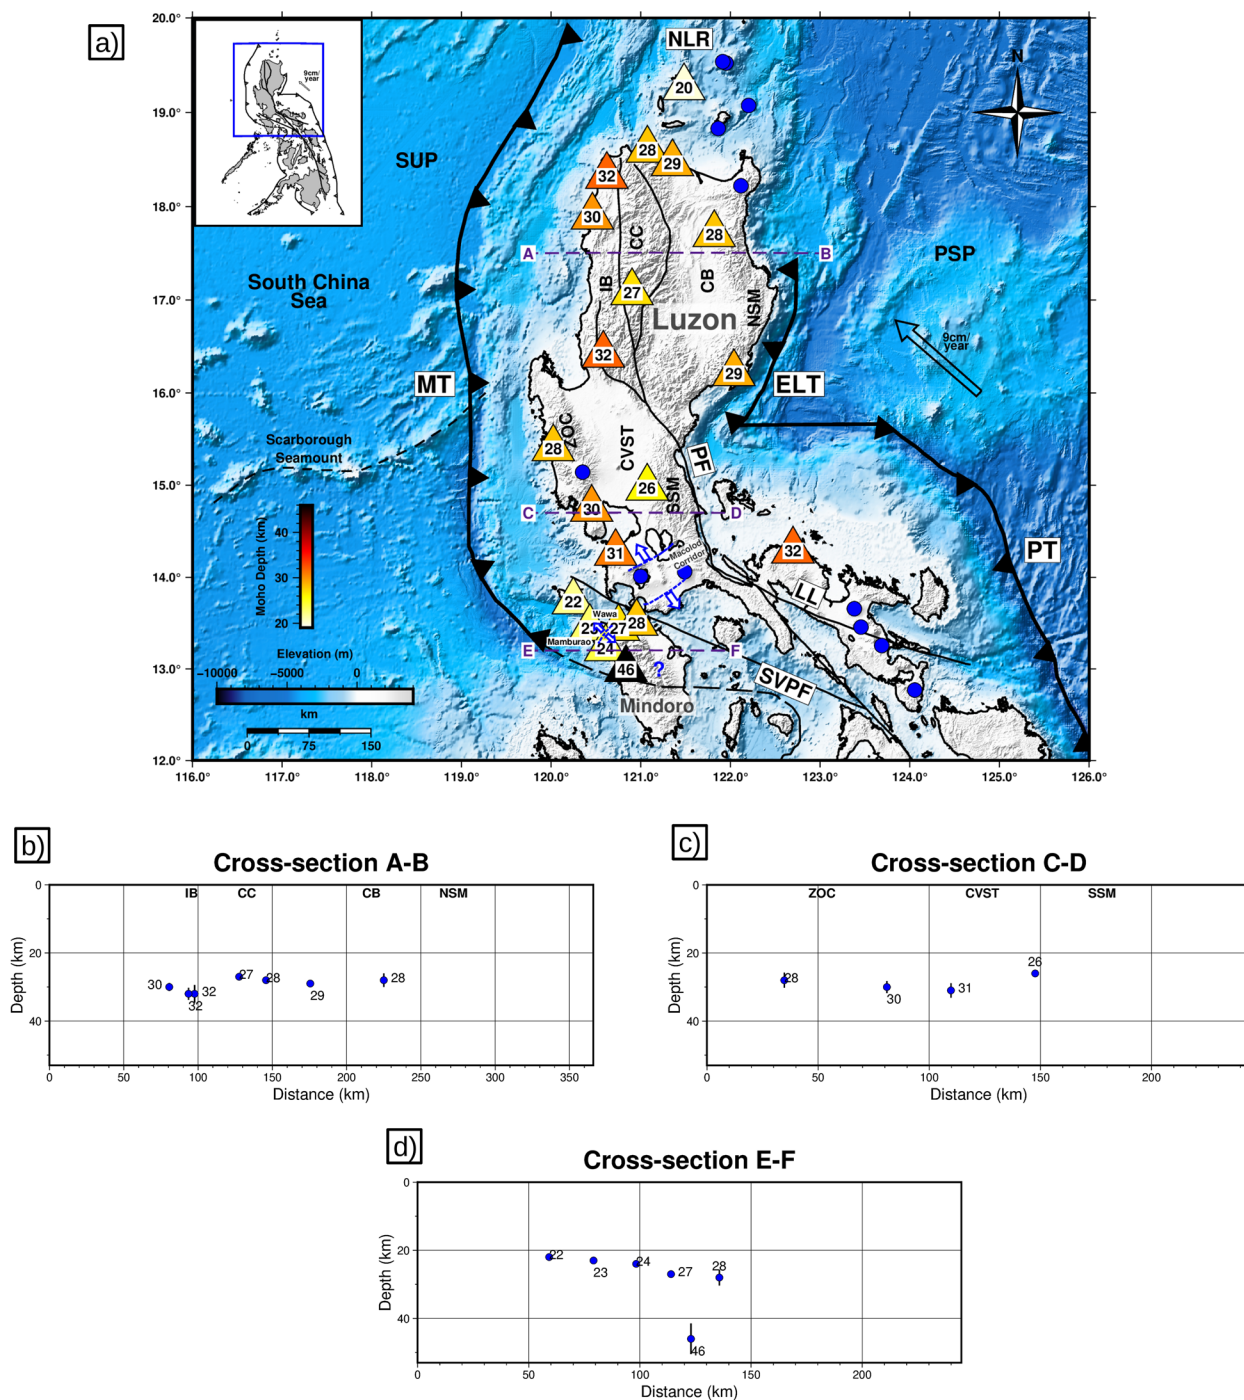 a)
20.0°
19.0°
18.0°
17.0°
16.0°
15.0°
14.0°
13.0°
12.0°
116.0°
117.0°
118.0°
119.0°
120.0°
121.0°
122.0°
123.0°
124.0°
125.0°
126.0°
9cm/
year
NLR
N
20
SUP
28
29
32
30
28
CC
A
B
PSP
South China
Sea
IB
27
CB
NSM
Luzon
9cm/
year
32
29
MT
ELT
Scarborough
Seamount
ZOC
28
CVST
PF
26
SSM
C
30
D
31
Macolod
Corridor
32
PT
LL
Moho Depth (km)
40
30
20
22
Wawa
23
27
28
Mamburao
24
E
F
46
?
SVPF
Mindoro
Elevation (m)
−10000
−5000
0
km
0
75
150
b)
Cross-section A-B
IB
CC
CB
NSM
0
20
40
Depth (km)
30
32
32
27
28
29
28
0
50
100
150
200
250
300
350
Distance (km)
c)
Cross-section C-D
ZOC
CVST
SSM
0
20
40
Depth (km)
28
30
31
26
0
50
100
150
200
Distance (km)
d)
Cross-section E-F
0
20
40
Depth (km)
22
23
24
27
28
46
0
50
100
150
200
Distance (km)